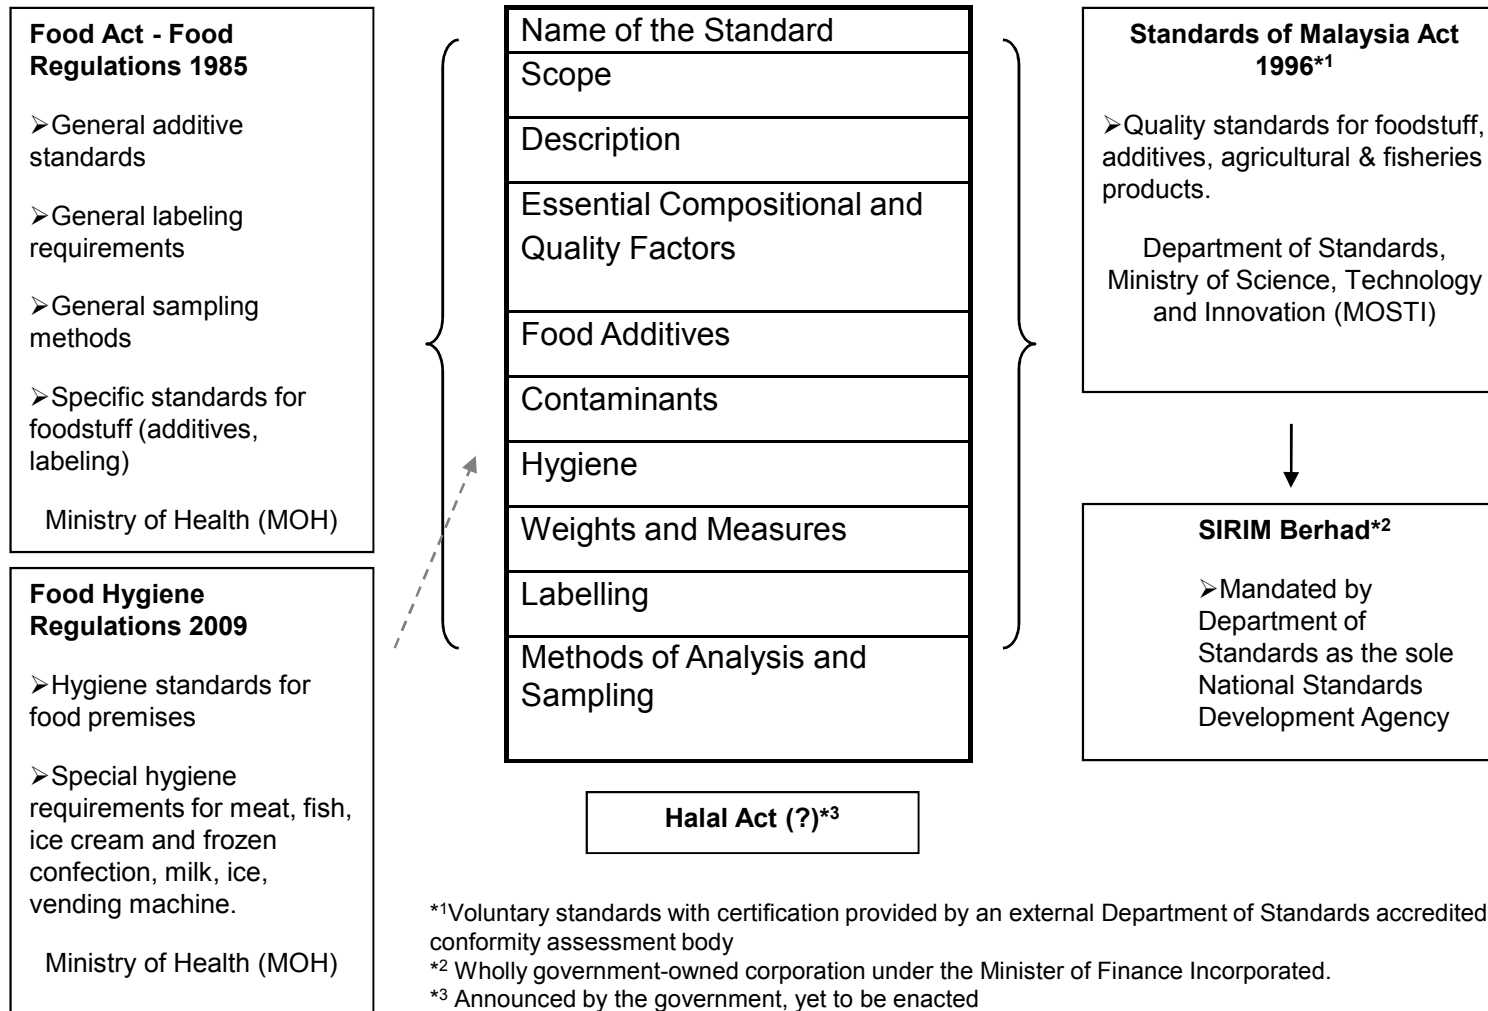 Food Act - Food
Regulations 1985
➢General additive
standards
➢General labeling
requirements
➢General sampling
methods
➢Specific standards for
foodstuff (additives,
labeling)
Ministry of Health (MOH)
Food Hygiene
Regulations 2009
➢Hygiene standards for
food premises
➢Special hygiene
requirements for meat, fish,
ice cream and frozen
confection, milk, ice,
vending machine.
Ministry of Health (MOH)
Name of the Standard
Scope
Description
Essential Compositional and
Quality Factors
Food Additives
Contaminants
Hygiene
Weights and Measures
Labelling
Methods of Analysis and
Sampling
Halal Act (?)*3
Standards of Malaysia Act
1996*1
➢Quality standards for foodstuff,
additives, agricultural & fisheries
products.
Department of Standards,
Ministry of Science, Technology
and Innovation (MOSTI)
SIRIM Berhad*2
➢Mandated by
Department of
Standards as the sole
National Standards
Development Agency
*1Voluntary standards with certification provided by an external Department of Standards accredited
conformity assessment body
*2 Wholly government-owned corporation under the Minister of Finance Incorporated.
*3 Announced by the government, yet to be enacted